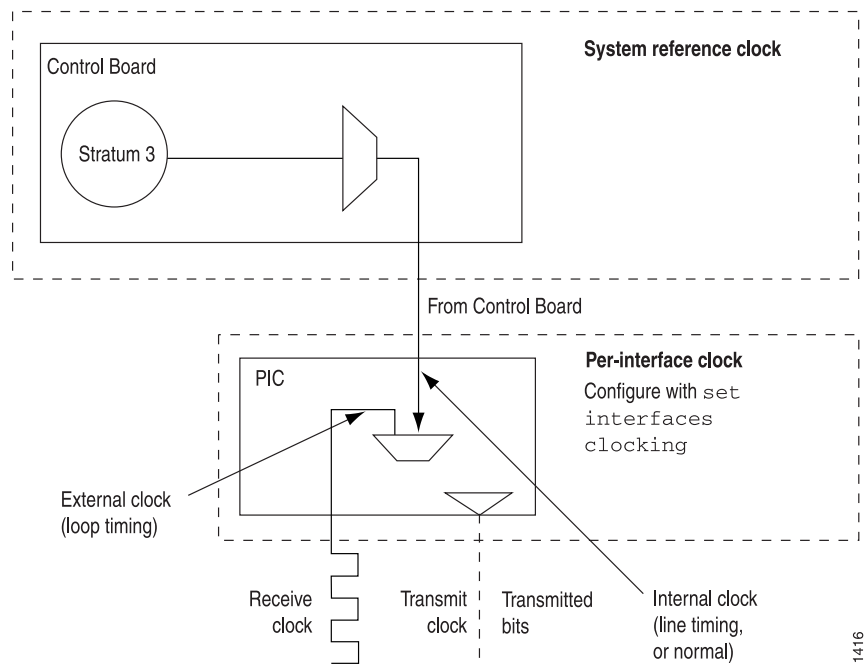 System reference clock
Control Board
Stratum 3
From Control Board
Per-interface clock
Configure with set
interfaces
clocking
PIC
External clock
(loop timing)
Receive
clock
Transmit
clock
Transmitted
bits
Internal clock
(line timing,
or normal)
1416